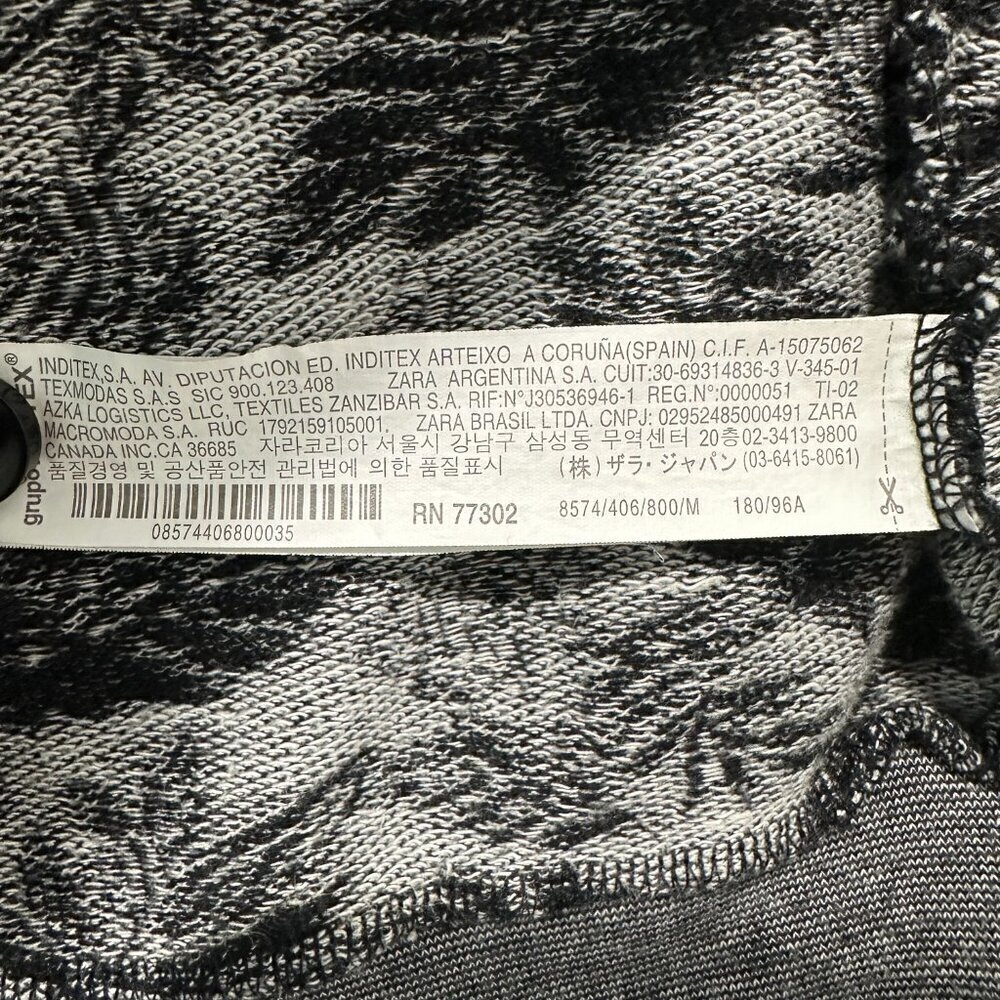 grupo
INDITEX,S.A. AV. DIPUTACION ED. INDITEX ARTEIXO A CORUÑA(SPAIN) C.I.F. A-15075062
TEXMODAS S.A.S SIC 900.123.408 ZARA ARGENTINA S.A. CUIT:30-69314836-3 V-345-01
AZKA LOGISTICS LLC, TEXTILES ZANZIBAR S.A. RIF:N°J30536946-1 REG.N°:0000051 TI-02
MACROMODA S.A. RUC 1792159105001. ZARA BRASIL LTDA. CNPJ: 02952485000491 ZARA
CANADA INC.CA 36685 자라코리아 서울시 강남구 삼성동 무역센터 20층02-3413-9800
품질경영 및 공산품안전 관리법에 의한 품질표시 (株) ザラ・ジャパン (03-6415-8061)
08574406800035 RN 77302 8574/406/800/M 180/96A